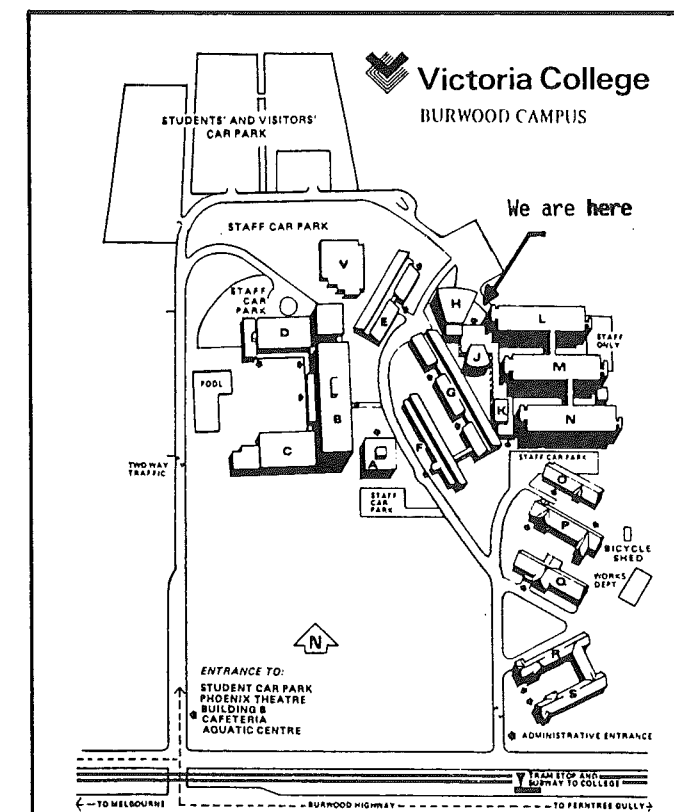 Victoria College
BURWOOD CAMPUS
STUDENTS' AND VISITORS'
CAR PARK
We are here
STAFF CAR PARK
V
H
STAFF
CAR
PARK
E
L
D
STAFF
ONLY
J
M
POOL
G
B
K
N
F
C
A
TWO WAY
TRAFFIC
STAFF CAR PARK
STAFF
CAR
PARK
O
P
BICYCLE
SHED
Q
WORKS
DEPT
N
ENTRANCE TO:
STUDENT CAR PARK
PHOENIX THEATRE
BUILDING B
CAFETERIA
AQUATIC CENTRE
R
S
ADMINISTRATIVE ENTRANCE
TRAM STOP AND
SUBWAY TO COLLEGE
TO MELBOURNE
BURWOOD HIGHWAY
TO FERNTREE GULLY